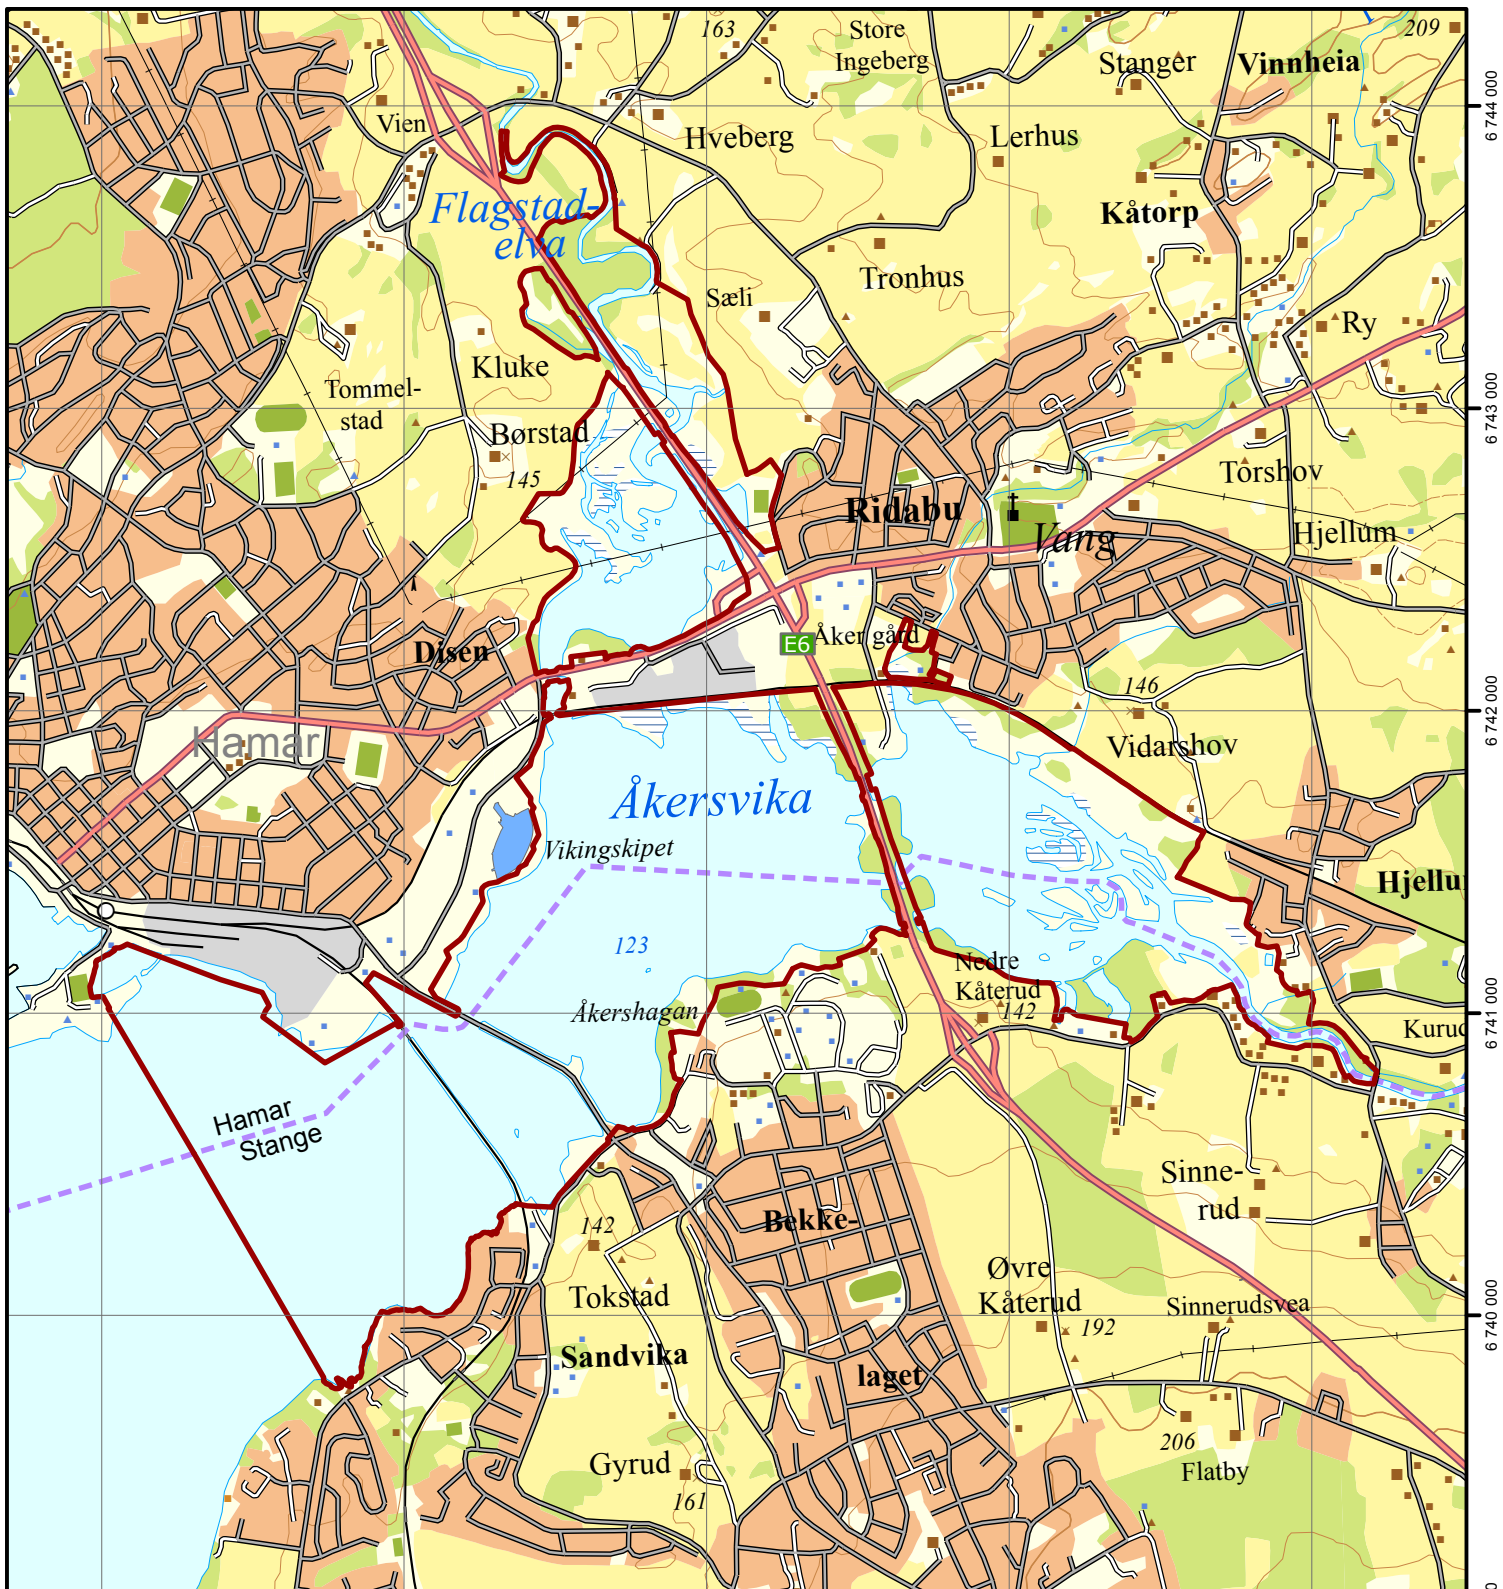 163
Store
Ingeberg
Stanger
Vinnheia
209
6 744 000
Vien
Hveberg
Lerhus
Flagstad-
elva
Kåtorp
Tronhus
Sæli
Ry
Kluke
Tommel-
stad
6 743 000
Børstad
145
Torshov
Ridabu
Vang
Hjellum
Disen
E6
Åker gård
146
6 742 000
Hamar
Vidarshov
Åkersvika
Vikingskipet
Hjellu
123
Nedre
Kåterud
142
Åkershagan
6 741 000
Kuruc
Hamar
Stange
Sinne-
rud
142
Bekke-
Tokstad
Øvre
Kåterud
Sinnerudsvea
192
6 740 000
Sandvika
laget
206
Flatby
Gyrud
161